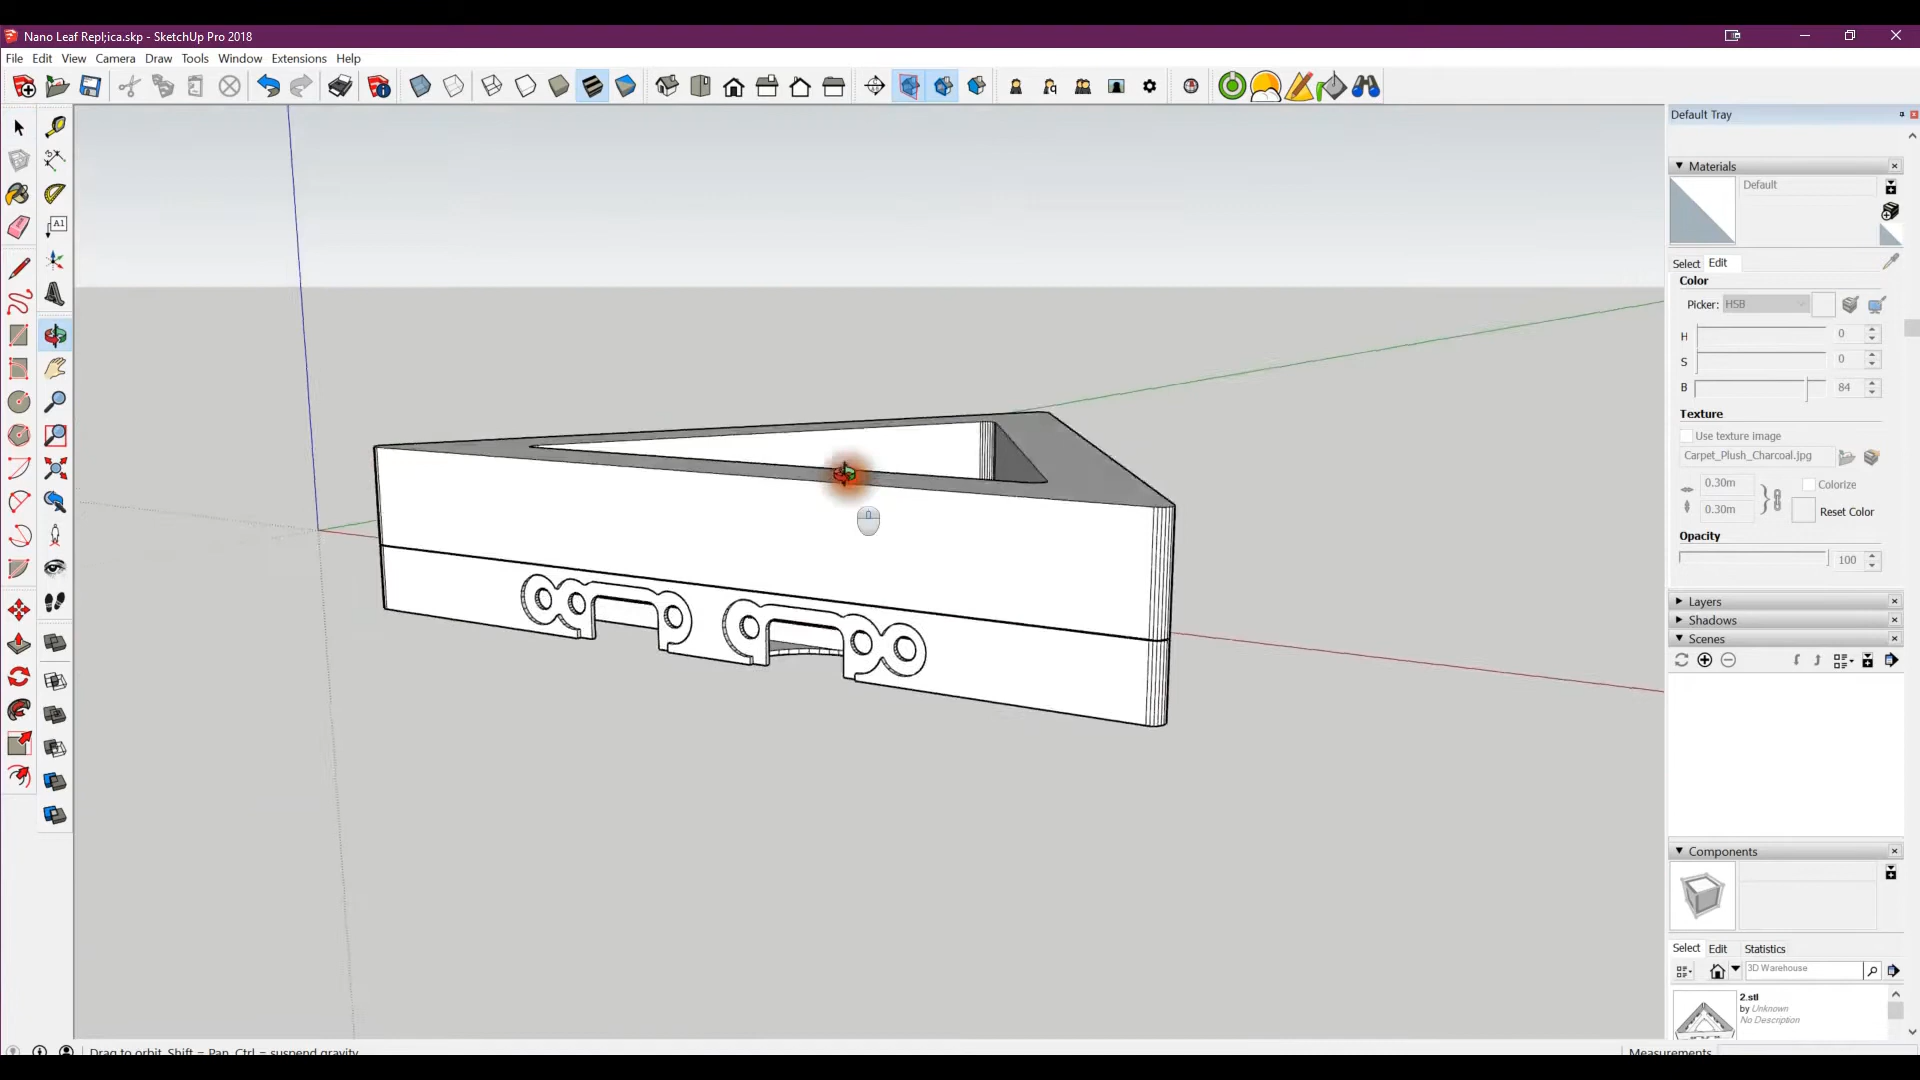 Nano Leaf Repl;ica.skp - SketchUp Pro 2018
File Edit View Camera Draw Tools Window Extensions Help
Default Tray
Materials
Default
A1
Select Edit
Color
Picker: HSB
H 0
S 0
B 84
Texture
Use texture image
Carpet_Plush_Charcoal.jpg
0.30m Colorize
0.30m Reset Color
Opacity
100
Layers
Shadows
Scenes
Components
Select Edit Statistics
3D Warehouse
2.stl
by Unknown
No Description
Drag to orbit. Shift = Pan, Ctrl = suspend gravity
Measurements